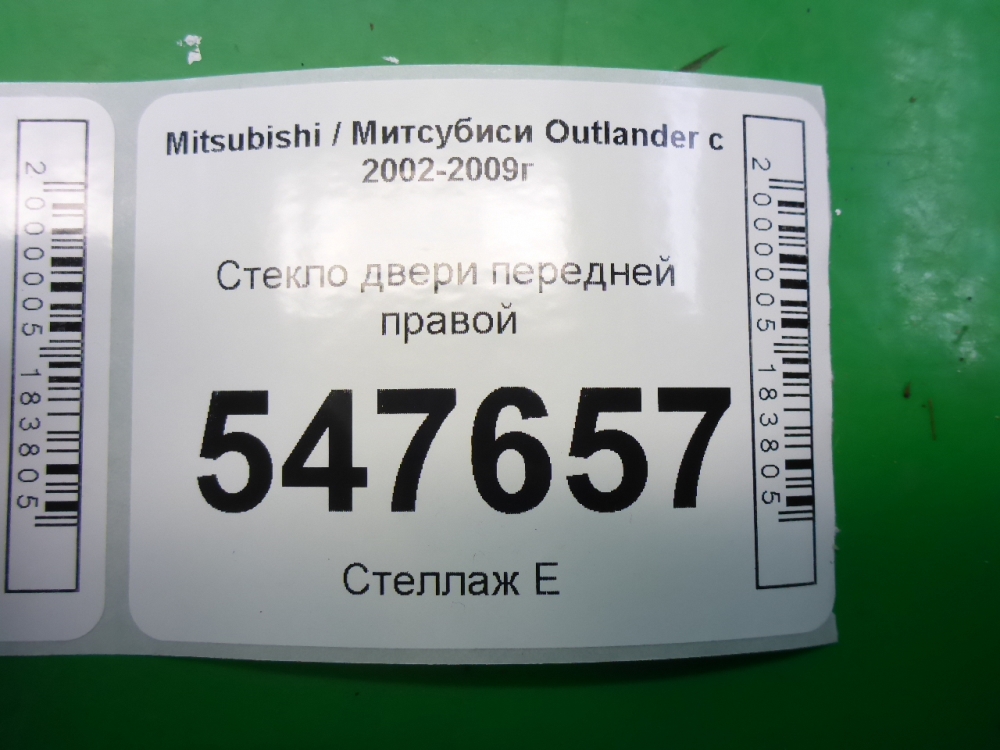 2000005183805
Mitsubishi / Митсубиси Outlander с
2002-2009г
Стекло двери передней
правой
547657
Стеллаж Е
2000005183805